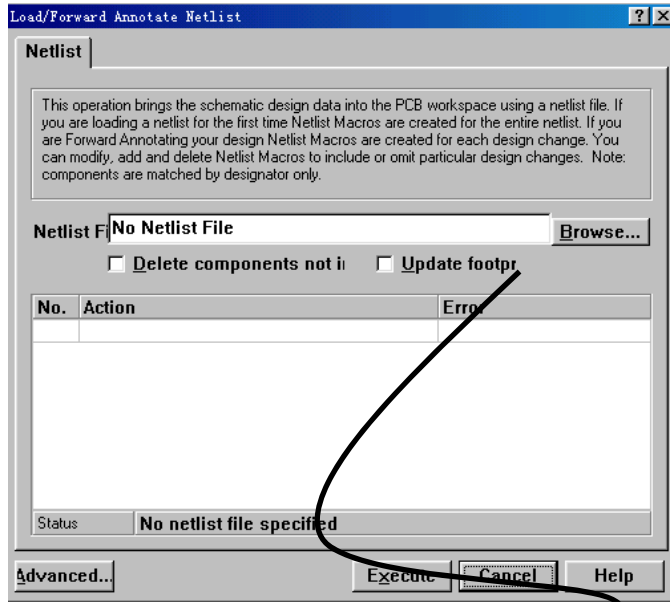 Load/Forward Annotate Netlist
Netlist
This operation brings the schematic design data into the PCB workspace using a netlist file. If
you are loading a netlist for the first time Netlist Macros are created for the entire netlist. If you
are Forward Annotating your design Netlist Macros are created for each design change. You
can modify, add and delete Netlist Macros to include or omit particular design changes. Note:
components are matched by designator only.
Netlist Fi No Netlist File Browse...
Delete components not i Update footpr
No. Action Error
Status No netlist file specified
Advanced... Execute Cancel Help